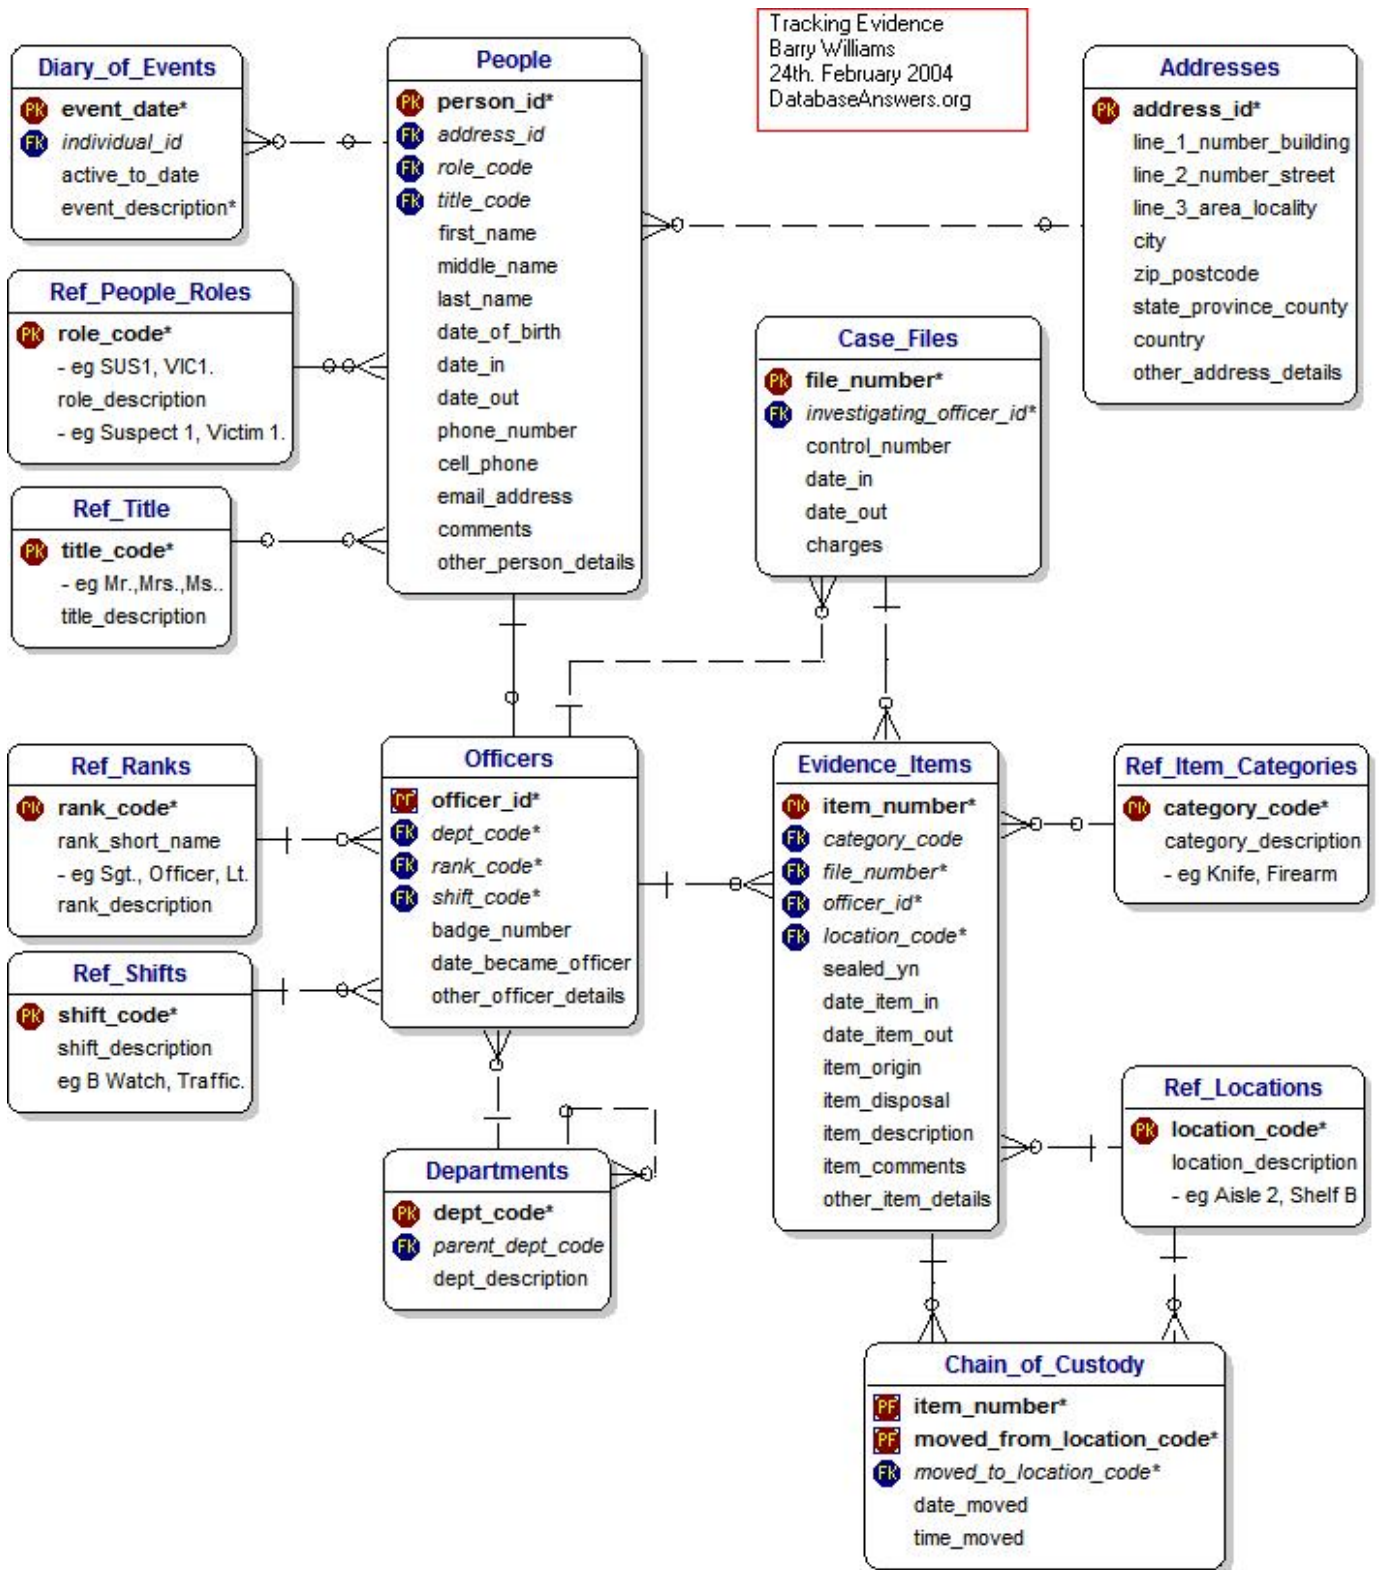 Tracking Evidence
Barry Williams
24th. February 2004
DatabaseAnswers.org
Diary_of_Events
PK event_date*
FK individual_id
active_to_date
event_description*
People
PK person_id*
FK address_id
FK role_code
FK title_code
first_name
middle_name
last_name
date_of_birth
date_in
date_out
phone_number
cell_phone
email_address
comments
other_person_details
Addresses
PK address_id*
line_1_number_building
line_2_number_street
line_3_area_locality
city
zip_postcode
state_province_county
country
other_address_details
Ref_People_Roles
PK role_code*
- eg SUS1, VIC1.
role_description
- eg Suspect 1, Victim 1.
Case_Files
PK file_number*
FK investigating_officer_id*
control_number
date_in
date_out
charges
Ref_Title
PK title_code*
- eg Mr.,Mrs.,Ms..
title_description
Ref_Ranks
PK rank_code*
rank_short_name
- eg Sgt., Officer, Lt.
rank_description
Officers
PF officer_id*
FK dept_code*
FK rank_code*
FK shift_code*
badge_number
date_became_officer
other_officer_details
Evidence_Items
PK item_number*
FK category_code
FK file_number*
FK officer_id*
FK location_code*
sealed_yn
date_item_in
date_item_out
item_origin
item_disposal
item_description
item_comments
other_item_details
Ref_Item_Categories
PK category_code*
category_description
- eg Knife, Firearm
Ref_Shifts
PK shift_code*
shift_description
eg B Watch, Traffic.
Ref_Locations
PK location_code*
location_description
- eg Aisle 2, Shelf B
Departments
PK dept_code*
FK parent_dept_code
dept_description
Chain_of_Custody
PF item_number*
PF moved_from_location_code*
FK moved_to_location_code*
date_moved
time_moved